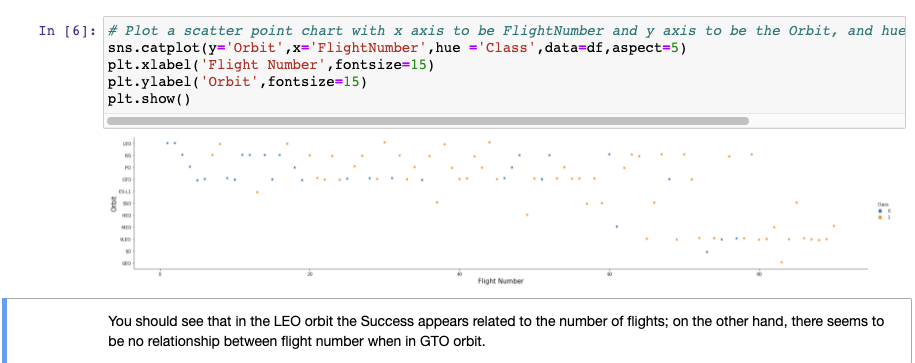 In [6]: # Plot a scatter point chart with x axis to be FlightNumber and y axis to be the Orbit, and hue
sns.catplot(y='Orbit',x='FlightNumber',hue ='Class',data=df,aspect=5)
plt.xlabel('Flight Number',fontsize=15)
plt.ylabel('Orbit',fontsize=15)
plt.show()
LEO
ISS
PO
GTO
ES-L1
SSO
HEO
MEO
VLEO
SO
GEO
Orbit
0 20 40 60 80
Flight Number
Class
0
1
You should see that in the LEO orbit the Success appears related to the number of flights; on the other hand, there seems to
be no relationship between flight number when in GTO orbit.